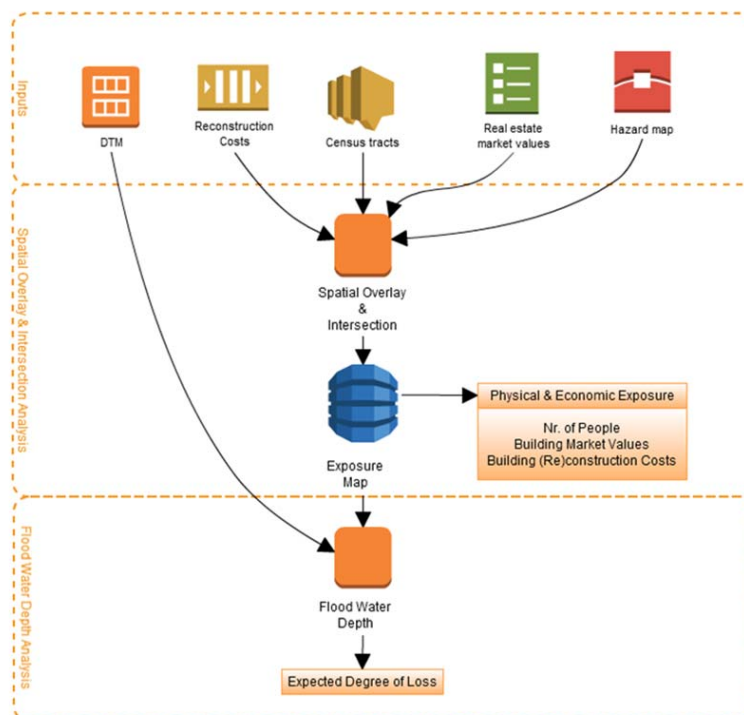 Inputs
DTM
Reconstruction
Costs
Census tracts
Real estate
market values
Hazard map
Spatial Overlay & Intersection Analysis
Spatial Overlay
&
Intersection
Exposure
Map
Physical & Economic Exposure
Nr. of People
Building Market Values
Building (Re)construction Costs
Flood Water Depth Analysis
Flood Water
Depth
Expected Degree of Loss